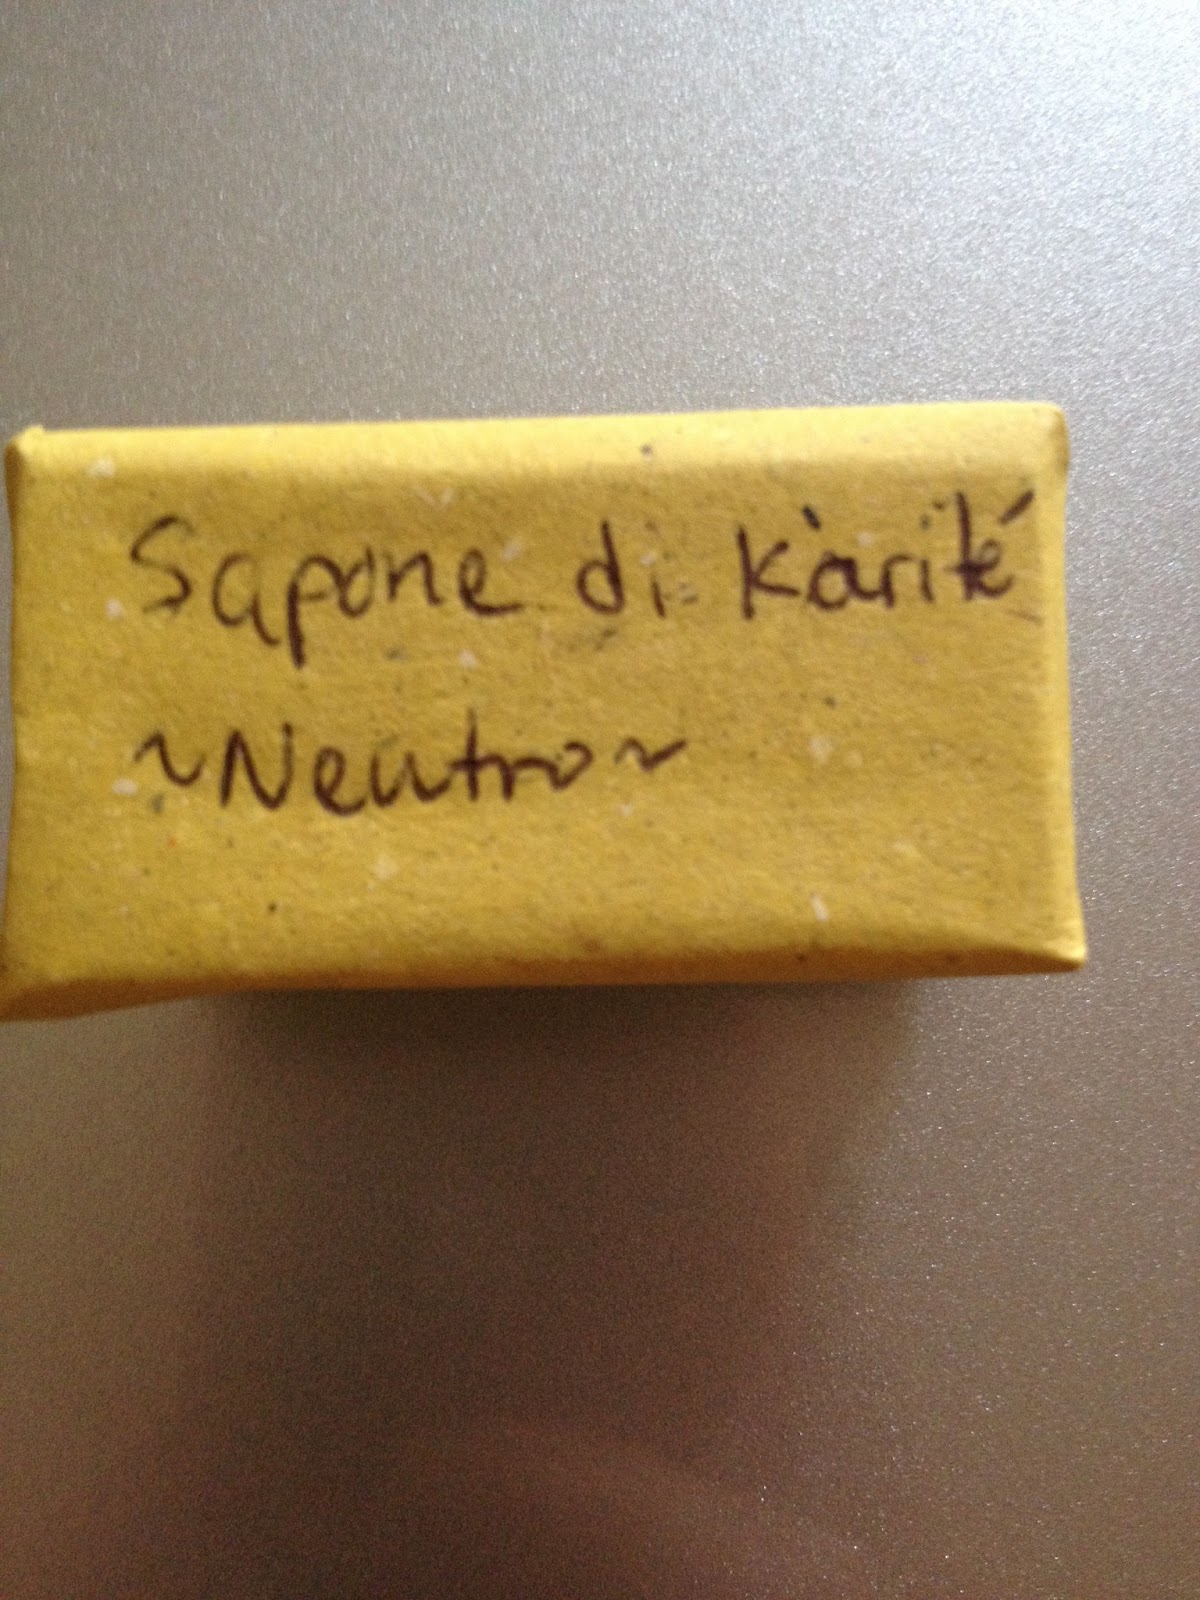 Sapone di Karité
~Neutro~